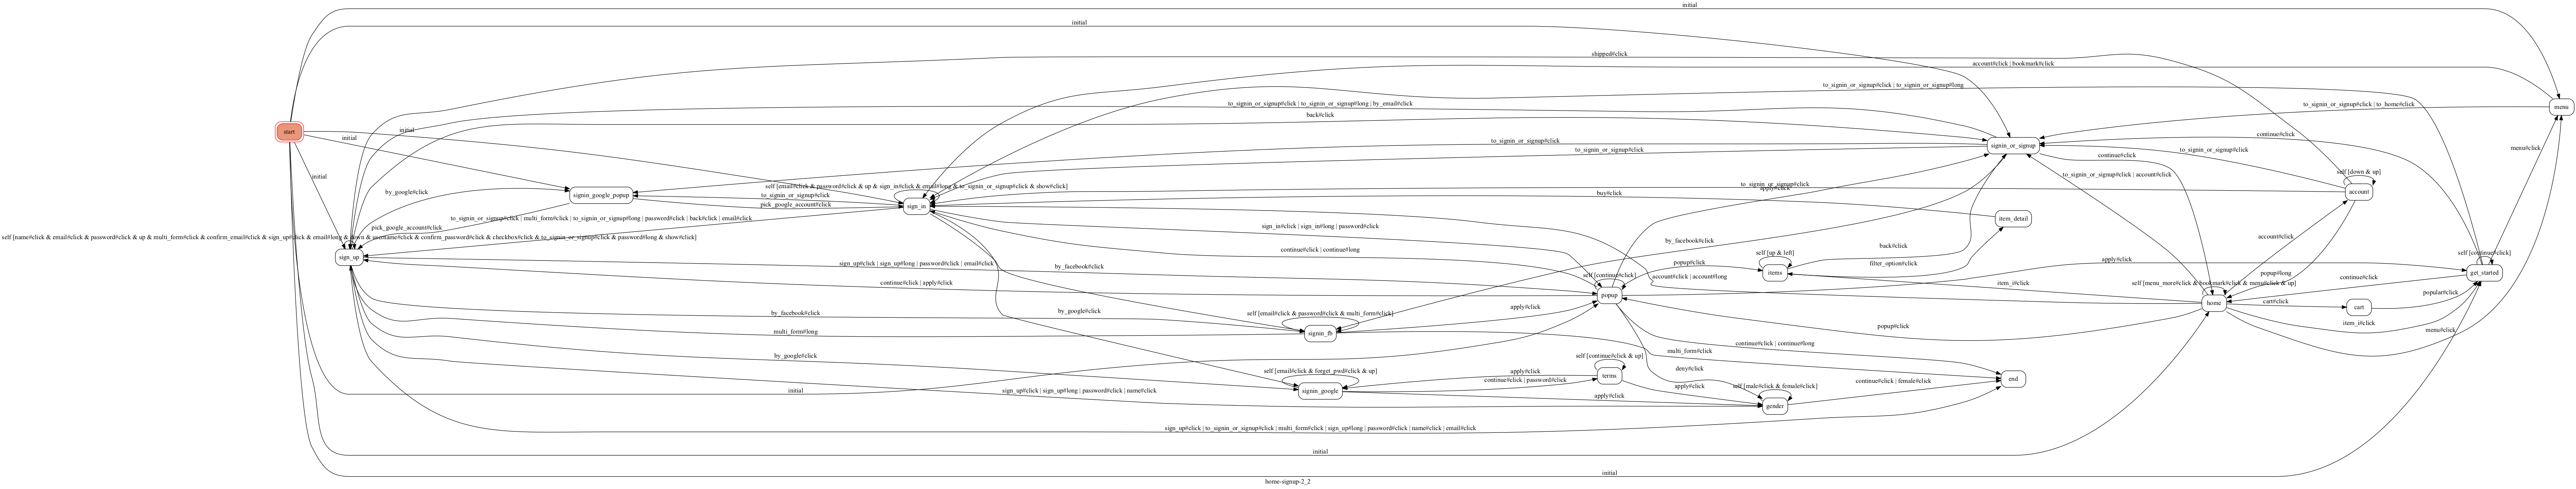 initial
initial
shipped#click
account#click | bookmark#click
to_signin_or_signup#click | to_signin_or_signup#long
menu
to_signin_or_signup#click | to_signin_or_signup#long | by_email#click
to_signin_or_signup#click | to_home#click
back#click
start
initial
initial
continue#click
to_signin_or_signup#click
signin_or_signup
menu#click
to_signin_or_signup#click
to_signin_or_signup#click
continue#click
initial
to_signin_or_signup#click | account#click
self [down & up]
self [email#click & password#click & up & sign_in#click & email#long & to_signin_or_signup#click & show#click]
to_signin_or_signup#click
apply#click
by_google#click
signin_google_popup
to_signin_or_signup#click
buy#click
account
pick_google_account#click
sign_in
item_detail
to_signin_or_signup#click | multi_form#click | to_signin_or_signup#long | password#click | back#click | email#click
pick_google_account#click
sign_in#click | sign_in#long | password#click
self [name#click & email#click & password#click & up & multi_form#click & confirm_email#click & sign_up#click & email#long & down & username#click & confirm_password#click & checkbox#click & to_signin_or_signup#click & password#long & show#click]
by_facebook#click
account#click
back#click
continue#click | continue#long
self [up & left]
self [continue#click]
sign_up
sign_up#click | sign_up#long | password#click | email#click
by_facebook#click
popup#click
filter_option#click
apply#click
items
get_started
self [continue#click]
account#click | account#long
popup#long
continue#click
continue#click | apply#click
item_i#click
self [menu_more#click & bookmark#click & menu#click & up]
popup
home
cart#click
popular#click
cart
apply#click
by_facebook#click
self [email#click & password#click & multi_form#click]
by_google#click
item_i#click
popup#click
menu#click
multi_form#long
signin_fb
continue#click | continue#long
multi_form#click
by_google#click
self [continue#click & up]
deny#click
self [email#click & forget_pwd#click & up]
apply#click
terms
continue#click | password#click
end
continue#click | female#click
apply#click
self [male#click & female#click]
initial
sign_up#click | sign_up#long | password#click | name#click
signin_google
apply#click
gender
sign_up#click | to_signin_or_signup#click | multi_form#click | sign_up#long | password#click | name#click | email#click
initial
initial
home-signup-2_2